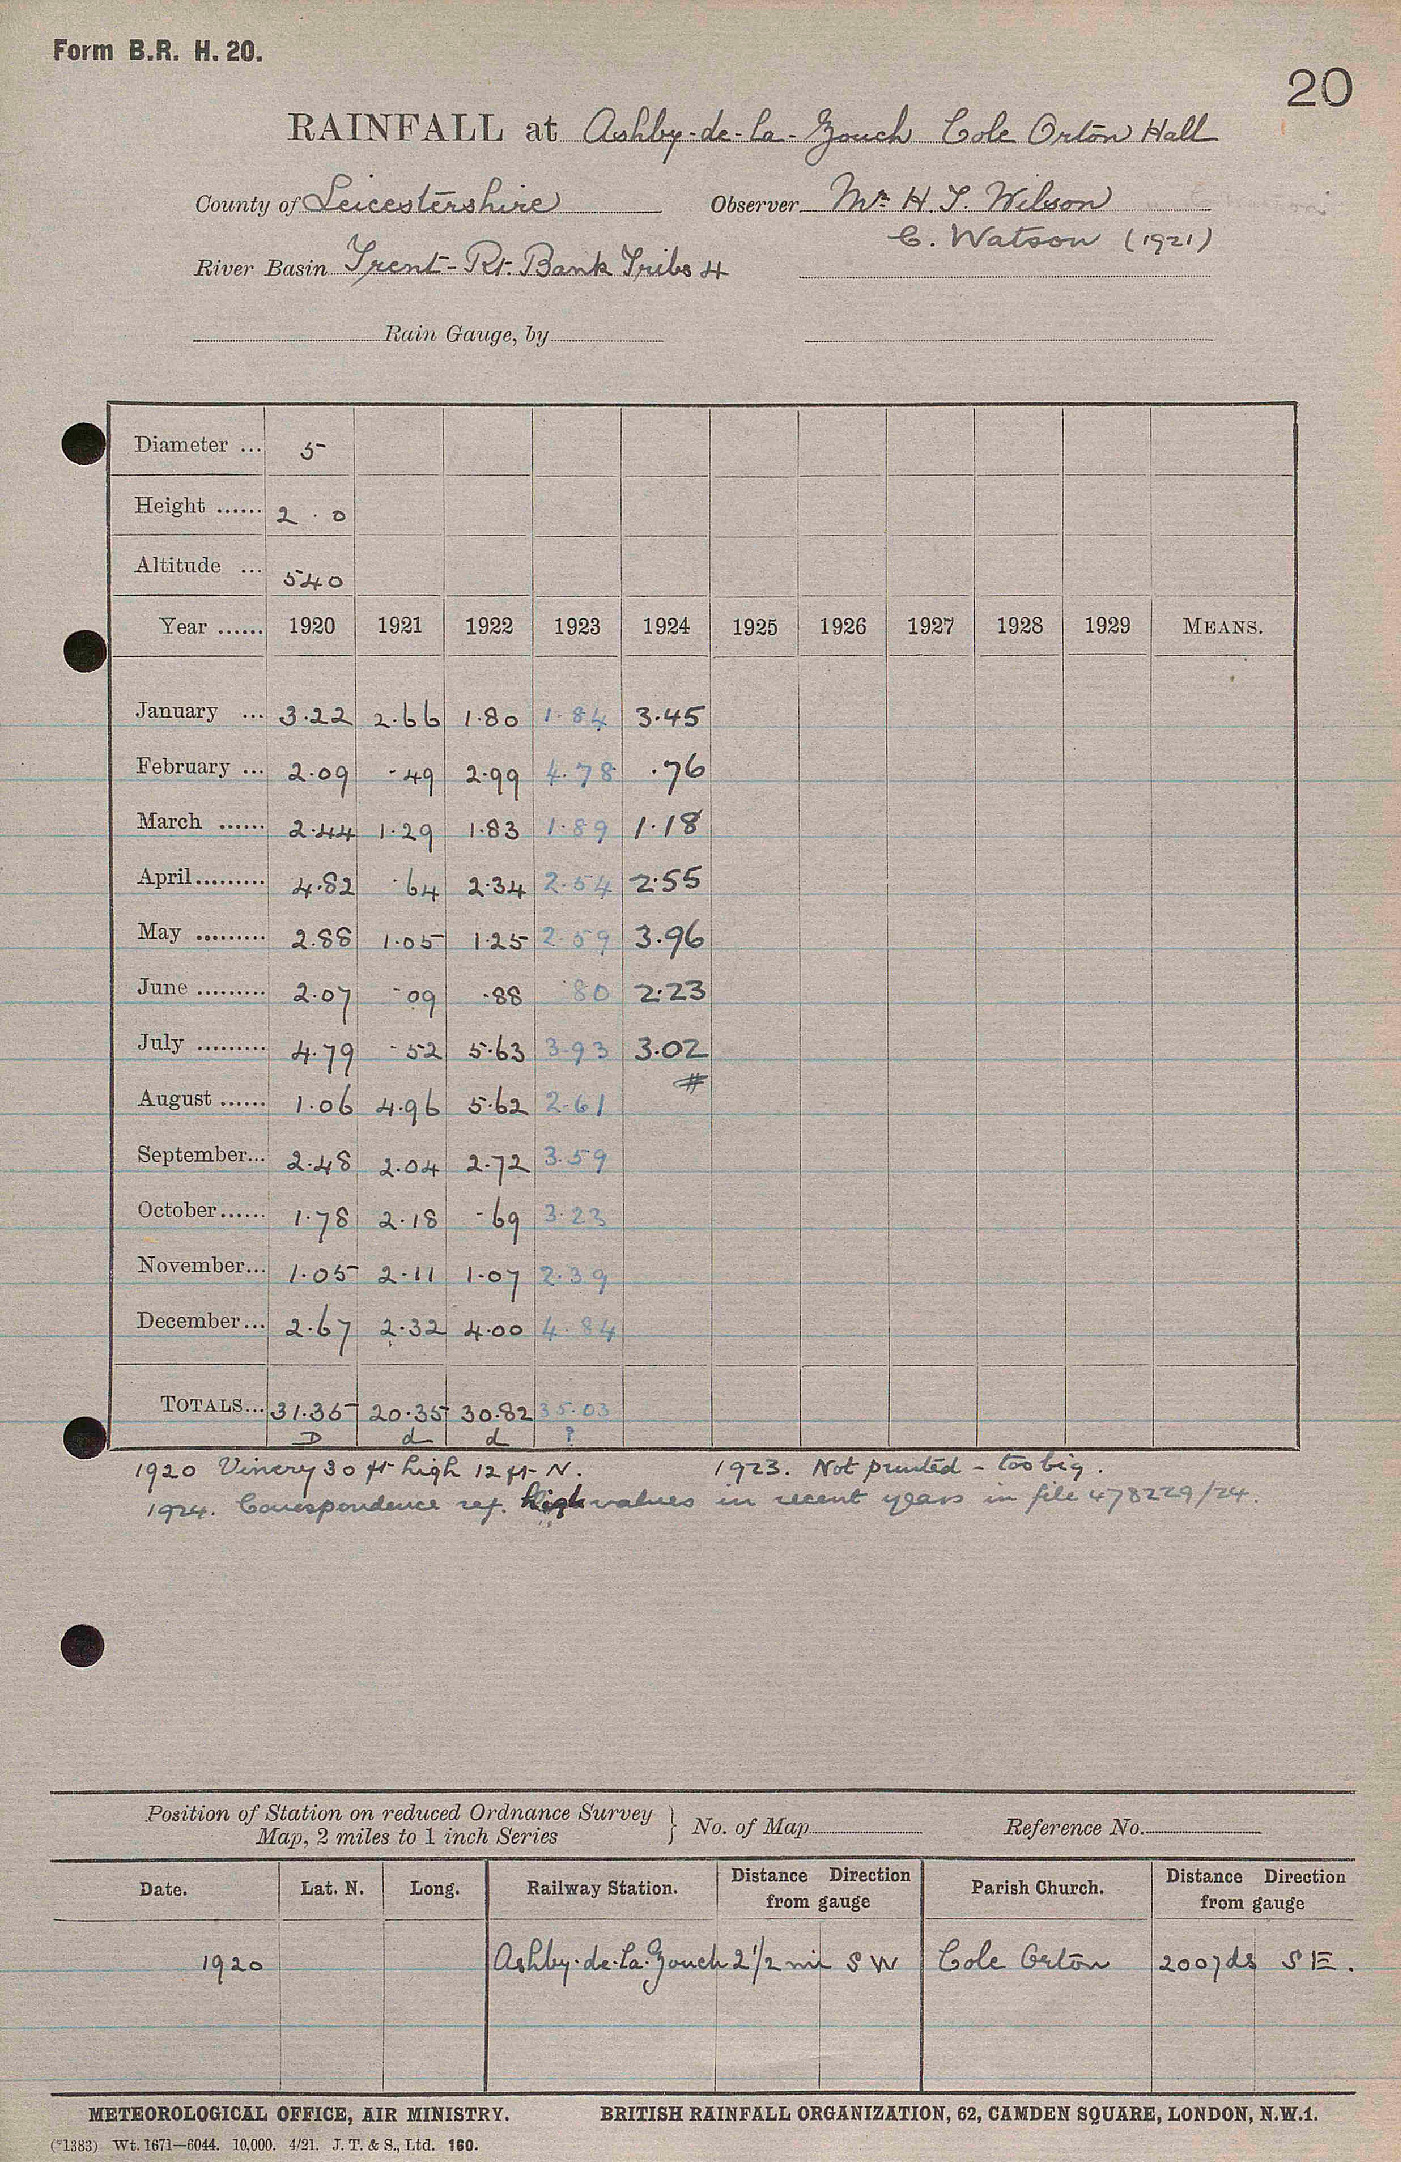 Form B.R. H. 20.
20
RAINFALL at Ashby-de-la-Zouch Cole Orton Hall
County of Leicestershire Observer Mr H. J. Wilson
C. Watson (1921)
River Basin Trent - Rt. Bank Tribs 4
Rain Gauge, by
Diameter ... 5
Height ...... 2 . 0
Altitude ... 540
Year ...... 1920 1921 1922 1923 1924 1925 1926 1927 1928 1929 MEANS.
January ... 3.22 2.66 1.80 1.84 3.45
February ... 2.09 .49 2.99 4.78 .76
March ...... 2.44 1.29 1.83 1.89 1.18
April......... 4.82 .64 2.34 2.54 2.55
May ......... 2.88 1.05 1.25 2.59 3.96
June ......... 2.07 .09 .88 .80 2.23
July ......... 4.79 .52 5.63 3.93 3.02
#
August ...... 1.06 4.96 5.62 2.61
September... 2.48 2.04 2.72 3.59
October...... 1.78 2.18 .69 3.23
November... 1.05 2.11 1.07 2.39
December... 2.67 2.32 4.00 4.84
TOTALS... 31.35 20.35 30.82 35.03
D d d ?
1920 Vinery 30 ft high 12 ft N. 1923. Not printed - too big.
1924. Correspondence ref. high values in recent years in file 478229/24.
Position of Station on reduced Ordnance Survey } No. of Map Reference No.
Map, 2 miles to 1 inch Series
Date. Lat. N. Long. Railway Station. Distance Direction from gauge Parish Church. Distance Direction from gauge
1920 Ashby-de-la-Zouch 2 1/2 mi S W Cole Orton 200 yds S E.
METEOROLOGICAL OFFICE, AIR MINISTRY. BRITISH RAINFALL ORGANIZATION, 62, CAMDEN SQUARE, LONDON, N.W.1.
(*1383) Wt. 1671—6044. 10,000. 4/21. J. T. & S., Ltd. 160.